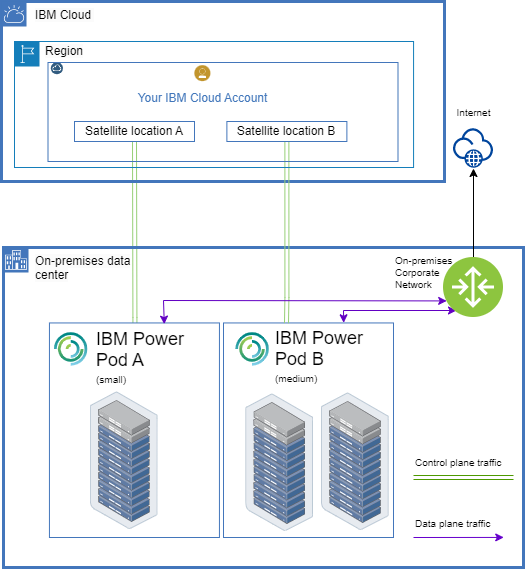 IBM Cloud
Region
Your IBM Cloud Account
Satellite location A
Satellite location B
Internet
On-premises data
center
On-premises
Corporate
Network
IBM Power
Pod A
(small)
IBM Power
Pod B
(medium)
Control plane traffic
Data plane traffic